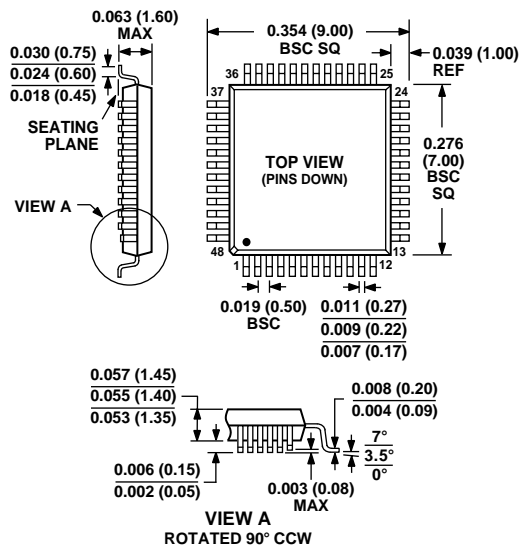 0.063 (1.60)
MAX
0.030 (0.75)
0.024 (0.60)
0.018 (0.45)
SEATING
PLANE
VIEW A
0.354 (9.00)
BSC SQ
0.039 (1.00)
REF
36
25
37
24
TOP VIEW
(PINS DOWN)
0.276
(7.00)
BSC
SQ
48
13
1
12
0.019 (0.50)
BSC
0.011 (0.27)
0.009 (0.22)
0.007 (0.17)
0.057 (1.45)
0.055 (1.40)
0.053 (1.35)
0.006 (0.15)
0.002 (0.05)
0.008 (0.20)
0.004 (0.09)
7°
3.5°
0°
0.003 (0.08)
MAX
VIEW A
ROTATED 90° CCW